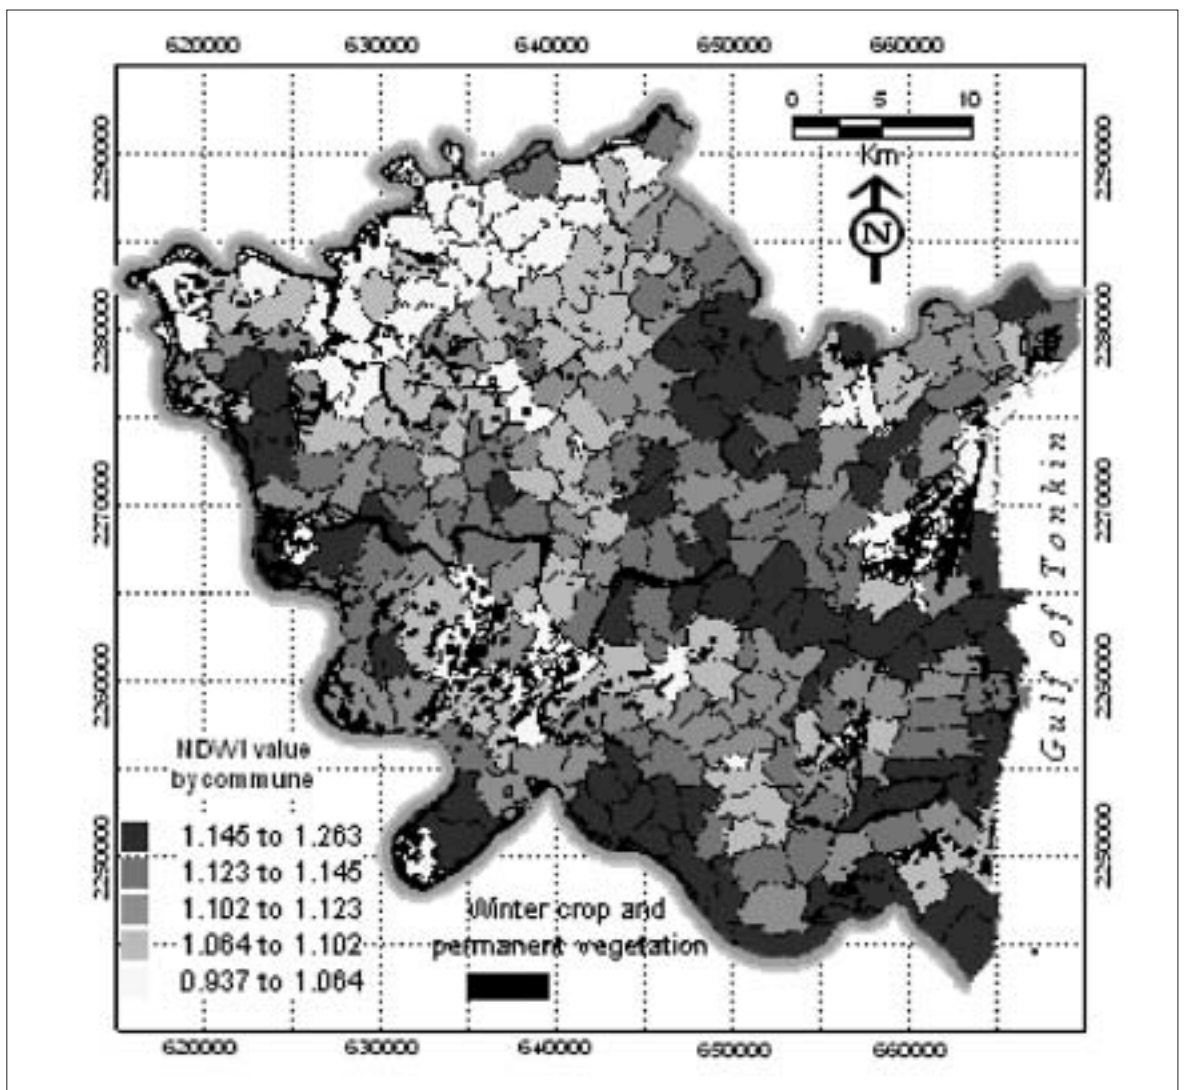 620000 630000 640000 650000 660000
0 5 10
Km
N
2290000 2290000
2280000 2280000
2270000 2270000
2260000 2260000
2250000 2250000
Gulf of Tonkin
NDWI value
by commune
1.145 to 1.263
1.123 to 1.145
1.102 to 1.123
1.064 to 1.102
0.937 to 1.064
Winter crop and
permanent vegetation
620000 630000 640000 650000 660000